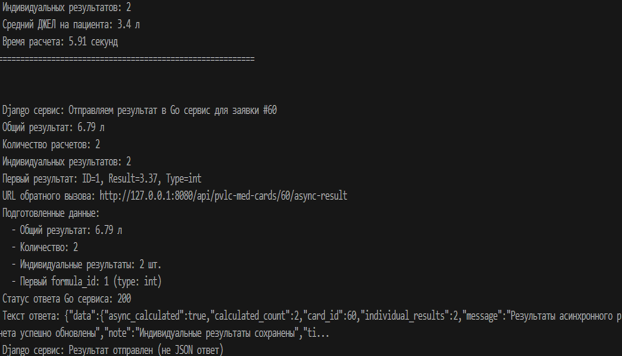 Индивидуальных результатов: 2
Средний ДЖЕЛ на пациента: 3.4 л
Время расчета: 5.91 секунд
============================================================
Django сервис: Отправляем результат в Go сервис для заявки #60
Общий результат: 6.79 л
Количество расчетов: 2
Индивидуальных результатов: 2
Первый результат: ID=1, Result=3.37, Type=int
URL обратного вызова: http://127.0.0.1:8080/api/pvlc-med-cards/60/async-result
Подготовленные данные:
- Общий результат: 6.79 л
- Количество: 2
- Индивидуальные результаты: 2 шт.
- Первый formula_id: 1 (type: int)
Статус ответа Go сервиса: 200
Текст ответа: {"data":{"async_calculated":true,"calculated_count":2,"card_id":60,"individual_results":2,"message":"Результаты асинхронного р
чета успешно обновлены","note":"Индивидуальные результаты сохранены","ti...
Django сервис: Результат отправлен (не JSON ответ)